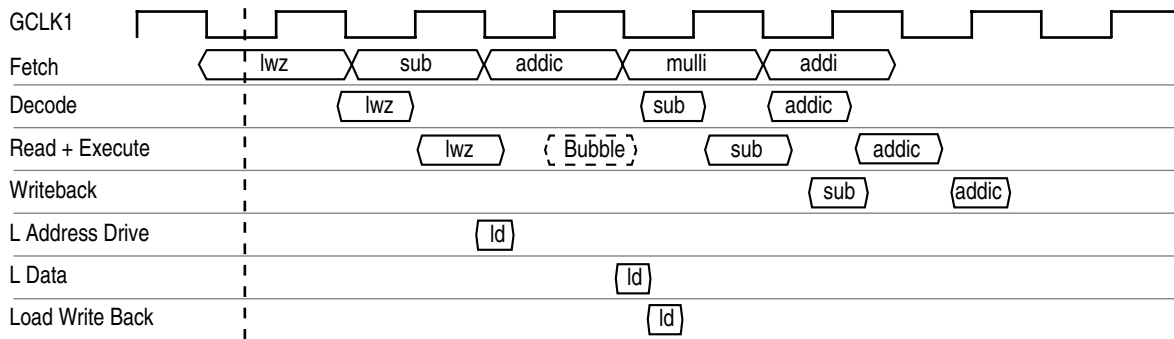 GCLK1
Fetch lwz sub addic mulli addi
Decode lwz sub addic
Read + Execute lwz Bubble sub addic
Writeback sub addic
L Address Drive ld
L Data ld
Load Write Back ld